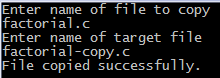 Enter name of file to copy
factorial.c
Enter name of target file
factorial-copy.c
File copied successfully.